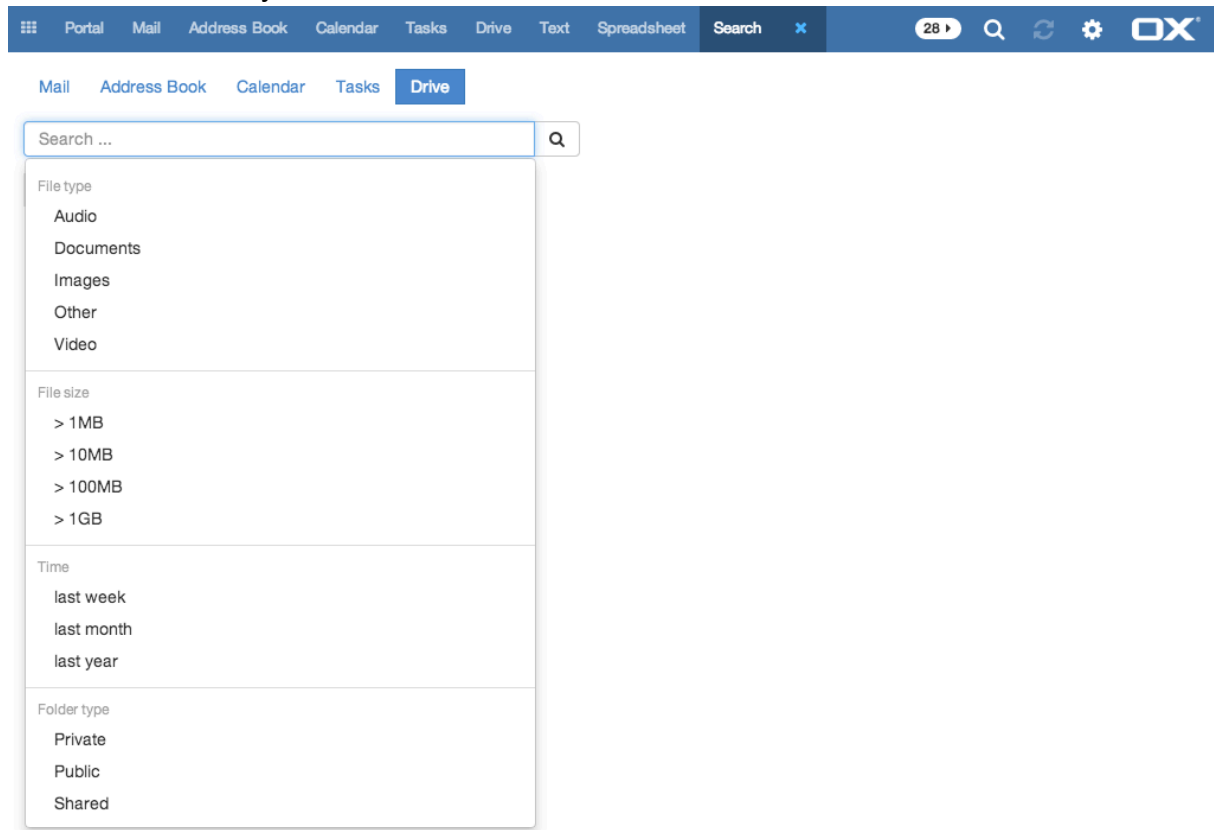 Portal Mail Address Book Calendar Tasks Drive Text Spreadsheet Search × 28 OX
Mail Address Book Calendar Tasks Drive
Search ...
File type
Audio
Documents
Images
Other
Video
File size
> 1MB
> 10MB
> 100MB
> 1GB
Time
last week
last month
last year
Folder type
Private
Public
Shared